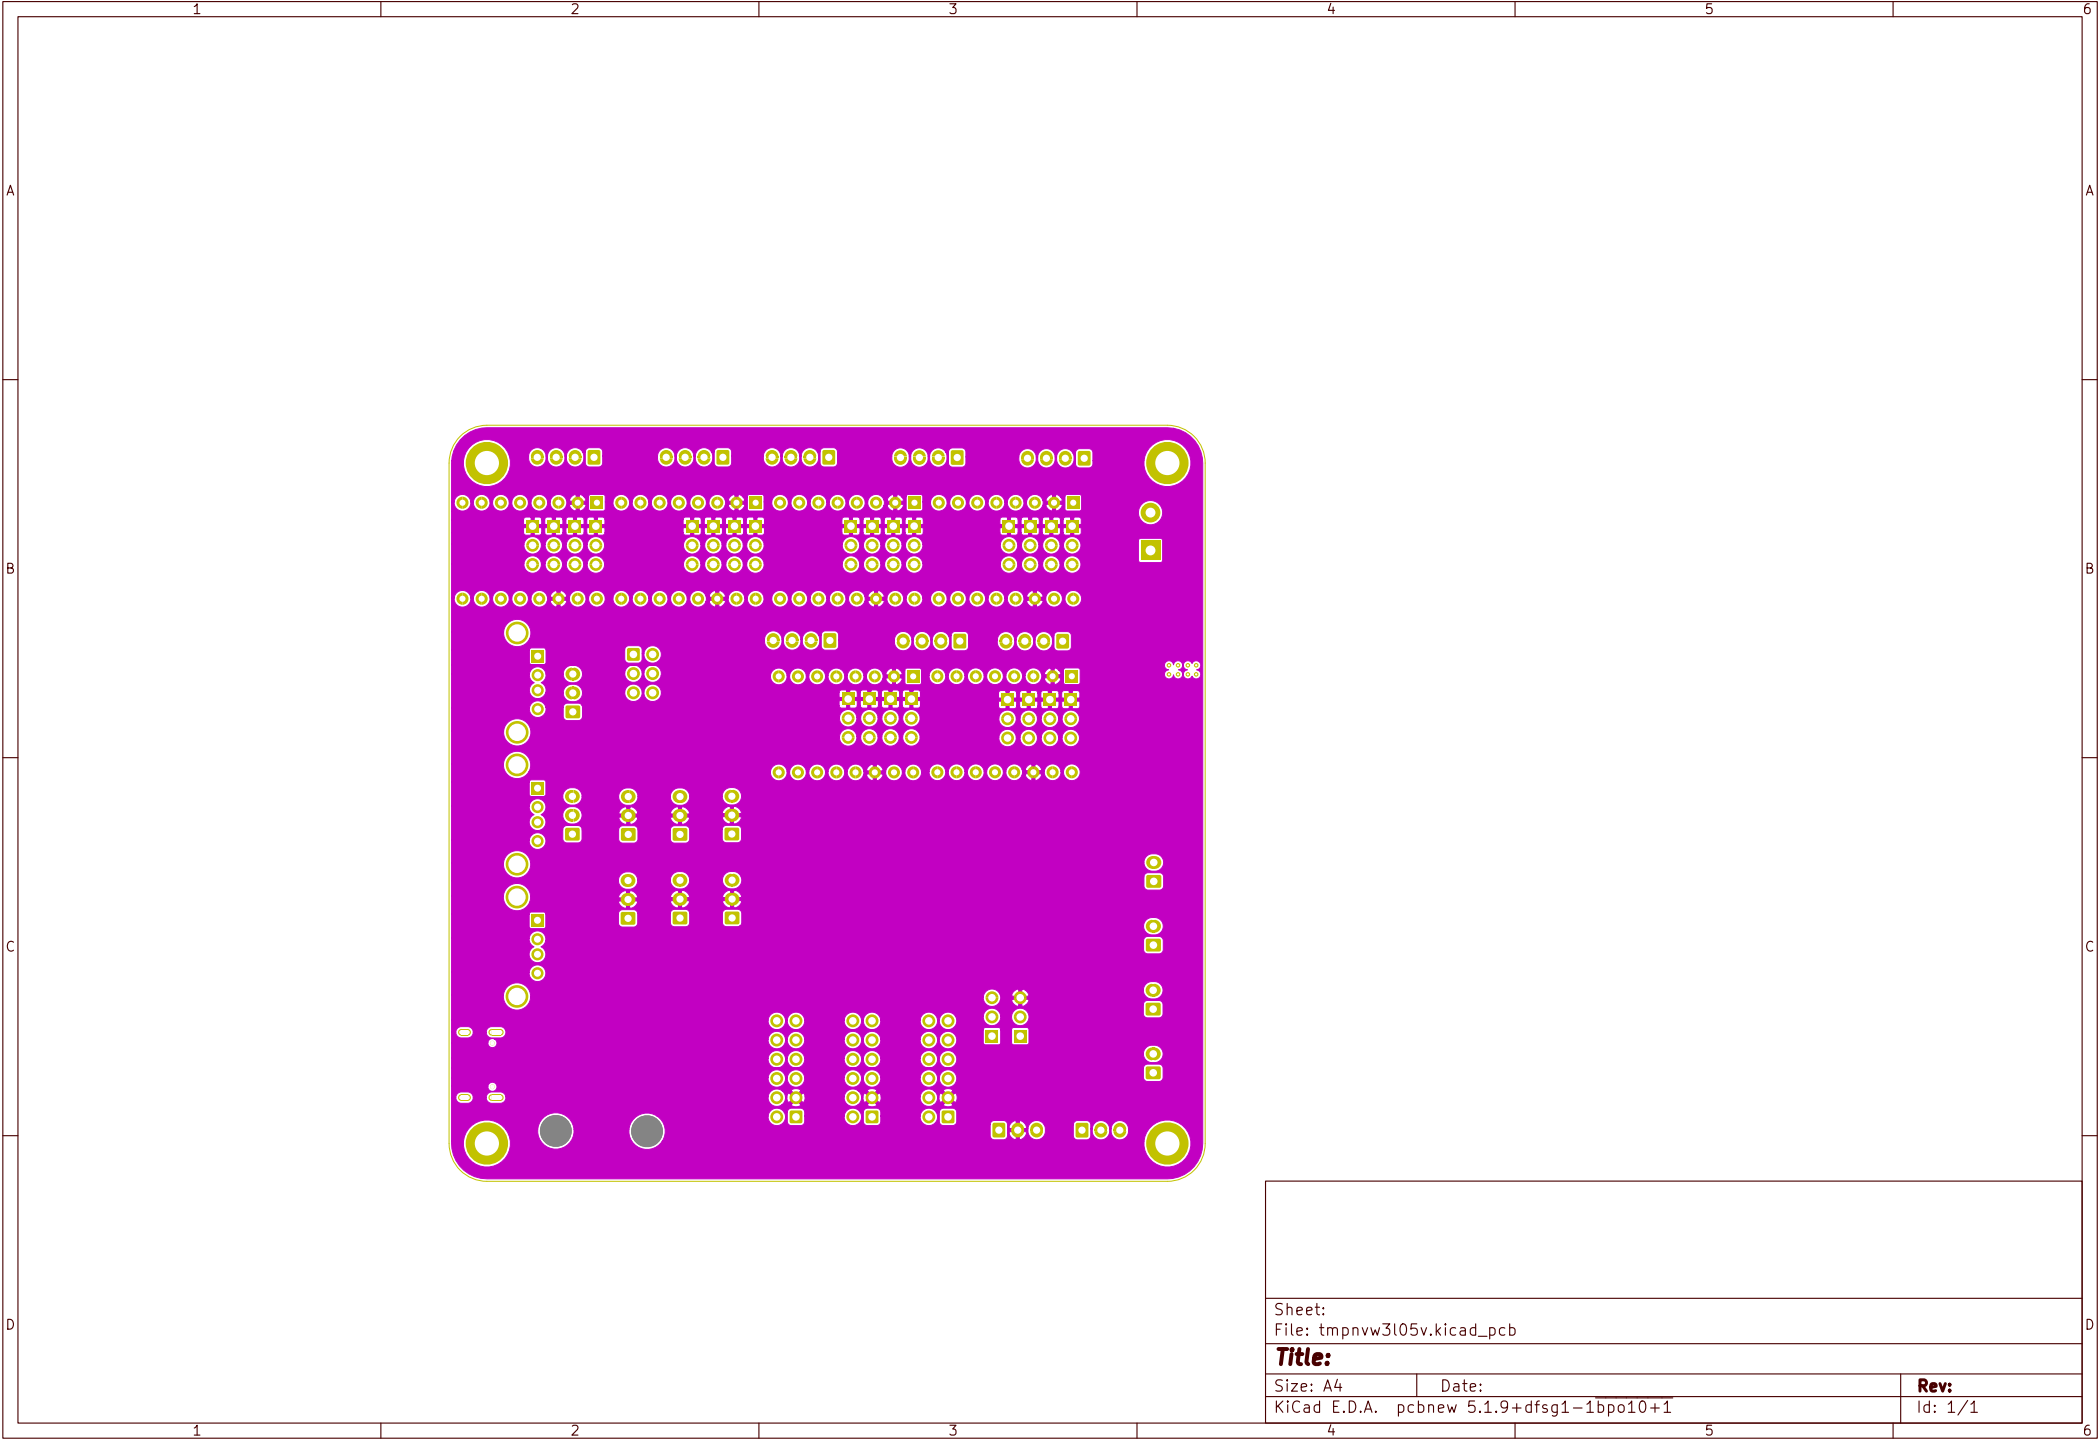 1 2 3 4 5 6
A A
B B
C C
D D
Sheet:
File: tmpnvw3l05v.kicad_pcb
Title:
Size: A4 Date: Rev:
KiCad E.D.A. pcbnew 5.1.9+dfsg1-1bpo10+1 Id: 1/1
1 2 3 4 5 6